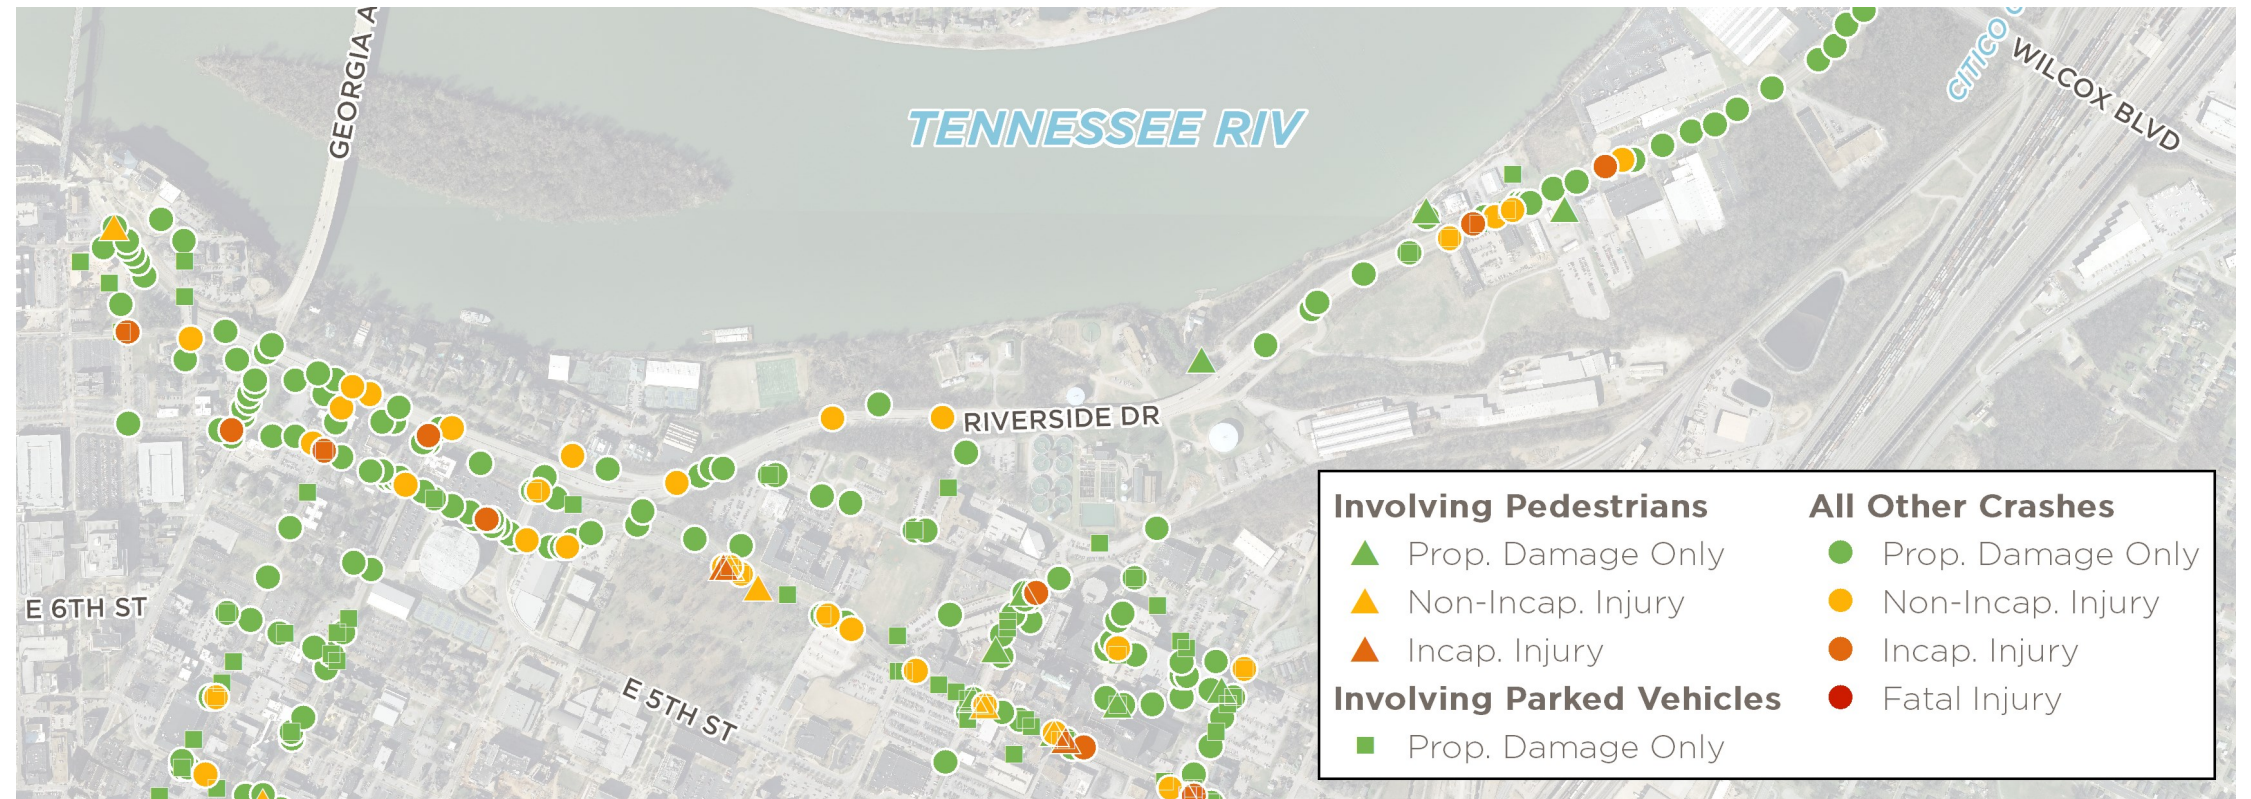 GEORGIA A
TENNESSEE RIV
CITICO
WILCOX BLVD
RIVERSIDE DR
E 6TH ST
E 5TH ST
Involving Pedestrians
Prop. Damage Only
Non-Incap. Injury
Incap. Injury
Involving Parked Vehicles
Prop. Damage Only
All Other Crashes
Prop. Damage Only
Non-Incap. Injury
Incap. Injury
Fatal Injury